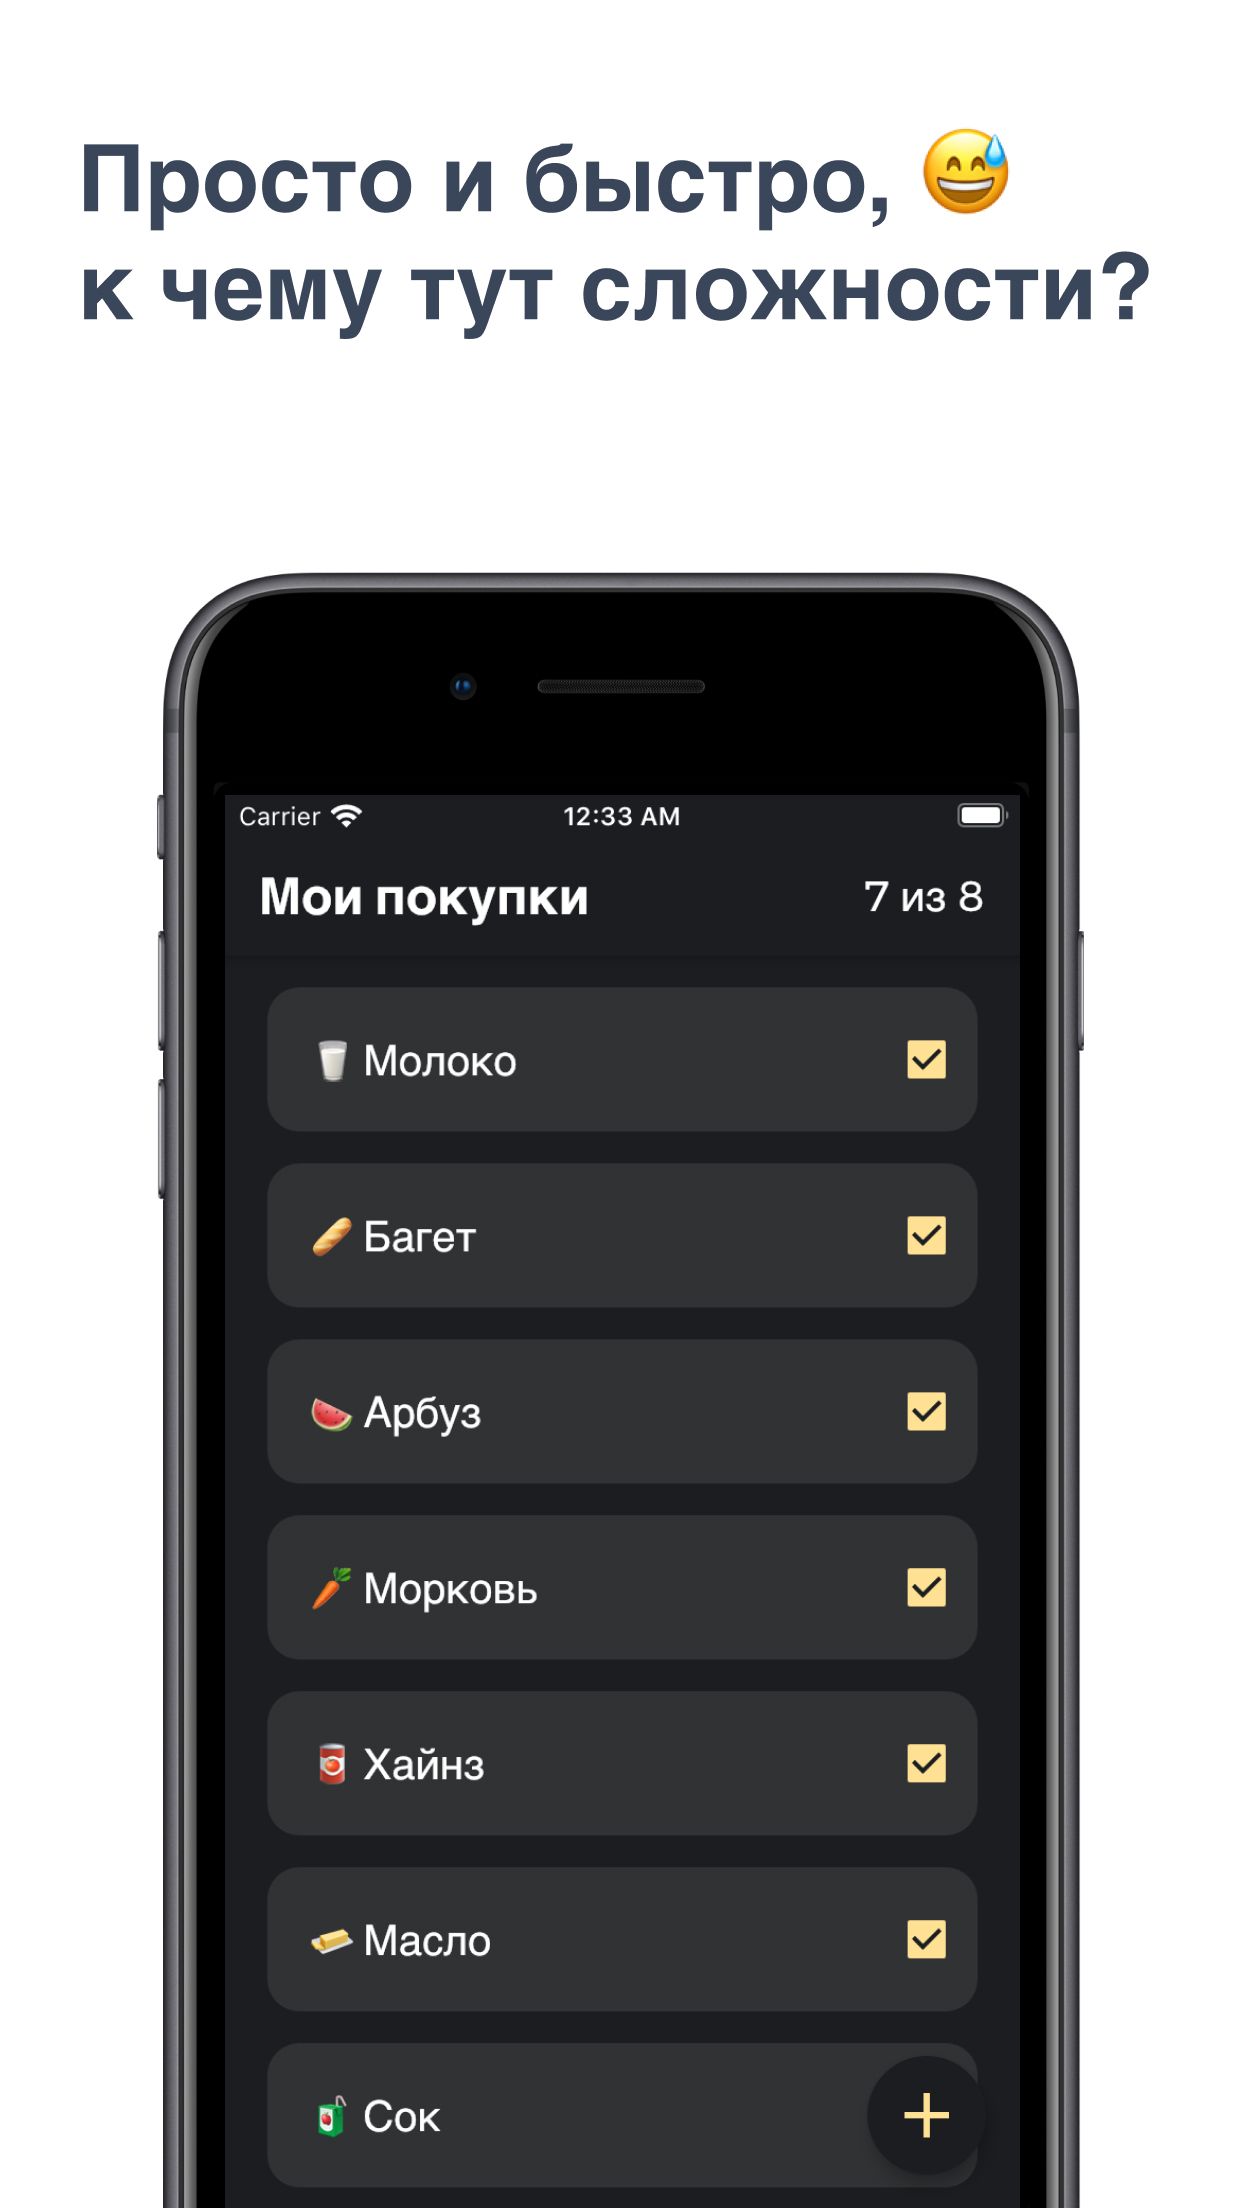 Просто и быстро, 😅
к чему тут сложности?
Carrier 12:33 AM
Мои покупки 7 из 8
🥛 Молоко
🥖 Багет
🍉 Арбуз
🥕 Морковь
🥫 Хайнз
🧈 Масло
🧃 Сок